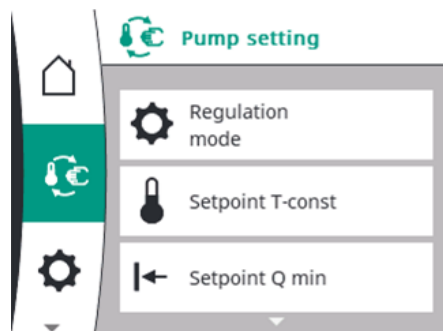 Pump setting
Regulation
mode
Setpoint T-const
Setpoint Q min